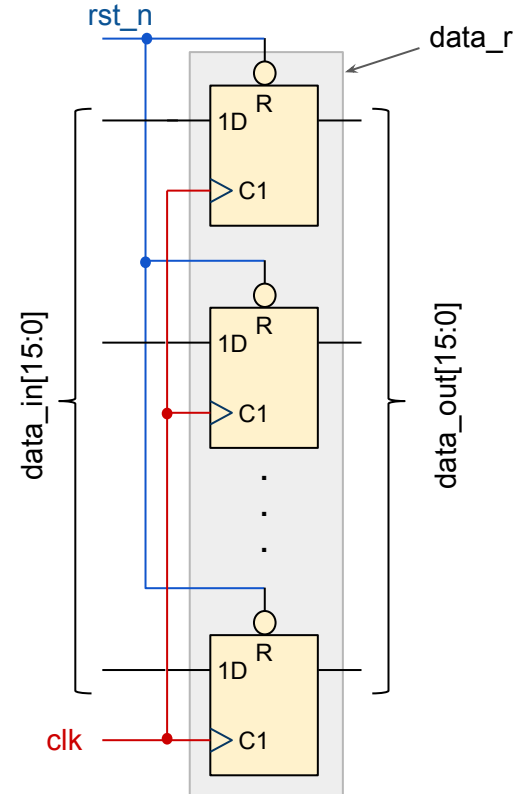 rst_n
data_r
R
1D
C1
R
1D
C1
data_in[15:0]
data_out[15:0]
.
.
.
R
1D
C1
clk